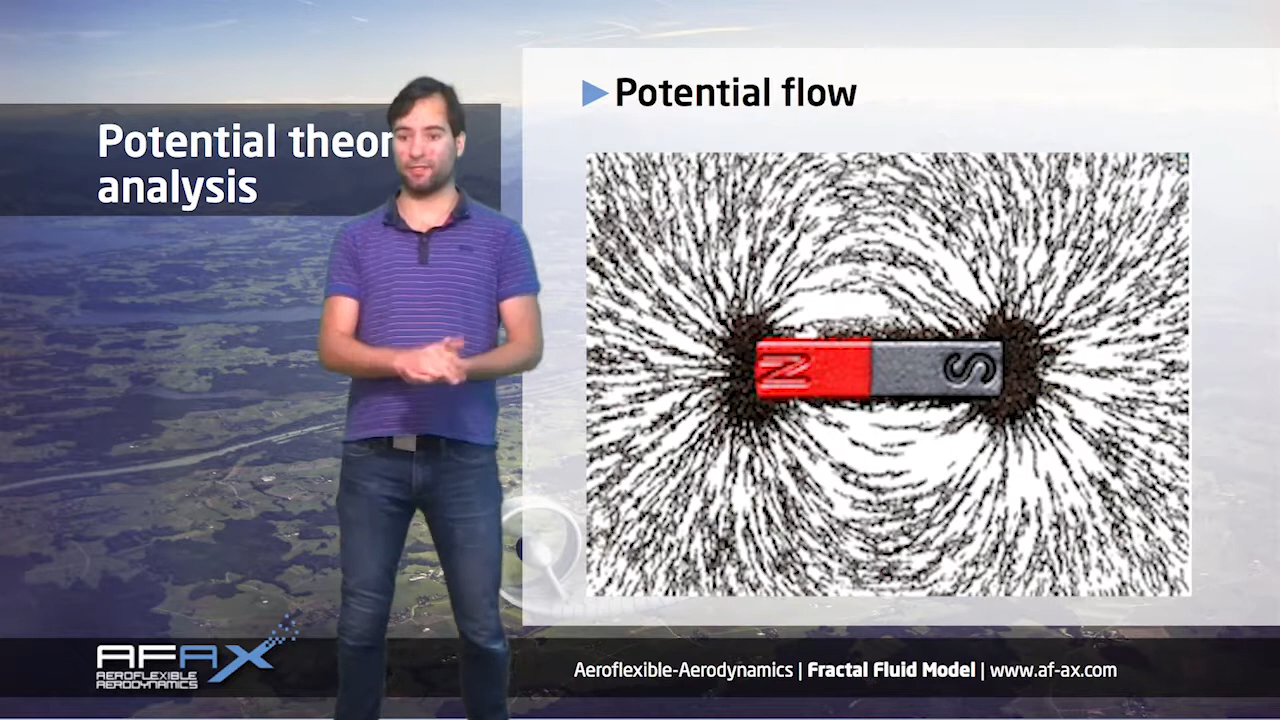 Potential theor
analysis
Potential flow
N
S
AFAX
AEROFLEXIBLE
AERODYNAMICS
Aeroflexible-Aerodynamics | Fractal Fluid Model | www.af-ax.com